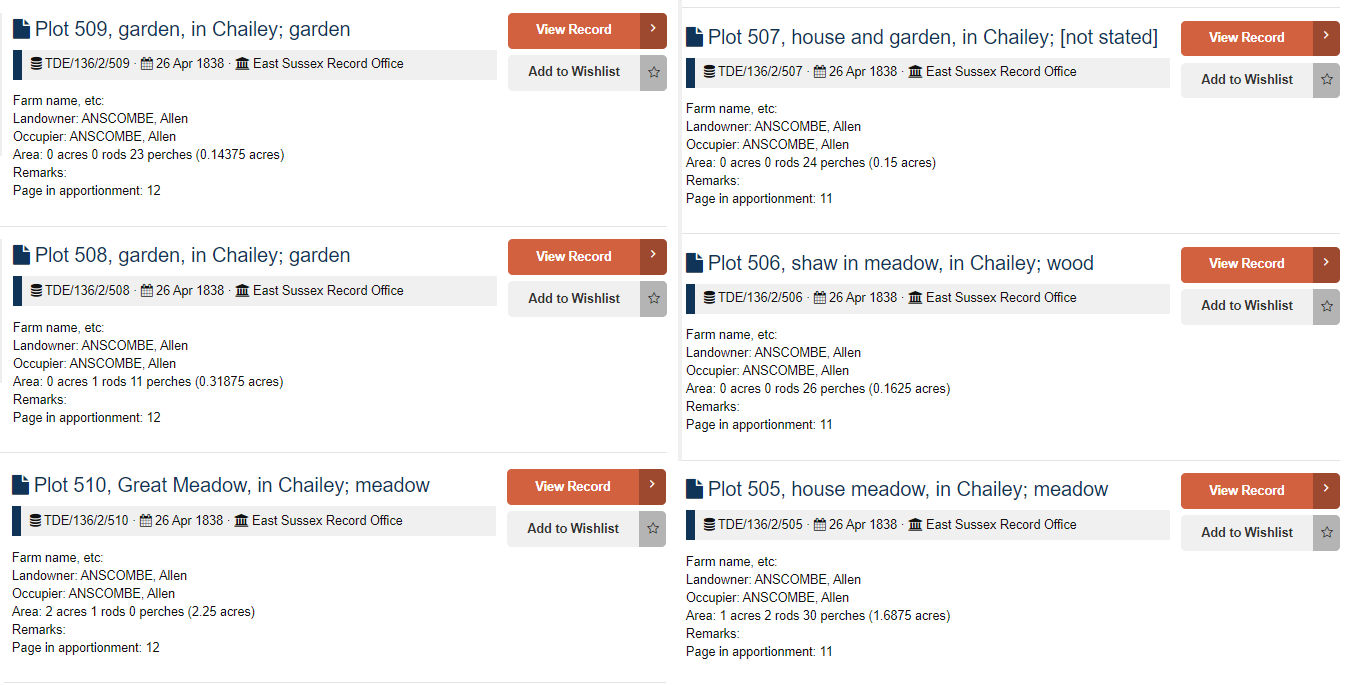 Plot 509, garden, in Chailey; garden
View Record
TDE/136/2/509 · 26 Apr 1838 · East Sussex Record Office
Add to Wishlist
Farm name, etc:
Landowner: ANSCOMBE, Allen
Occupier: ANSCOMBE, Allen
Area: 0 acres 0 rods 23 perches (0.14375 acres)
Remarks:
Page in apportionment: 12
Plot 508, garden, in Chailey; garden
View Record
TDE/136/2/508 · 26 Apr 1838 · East Sussex Record Office
Add to Wishlist
Farm name, etc:
Landowner: ANSCOMBE, Allen
Occupier: ANSCOMBE, Allen
Area: 0 acres 1 rods 11 perches (0.31875 acres)
Remarks:
Page in apportionment: 12
Plot 510, Great Meadow, in Chailey; meadow
View Record
TDE/136/2/510 · 26 Apr 1838 · East Sussex Record Office
Add to Wishlist
Farm name, etc:
Landowner: ANSCOMBE, Allen
Occupier: ANSCOMBE, Allen
Area: 2 acres 1 rods 0 perches (2.25 acres)
Remarks:
Page in apportionment: 12
Plot 507, house and garden, in Chailey; [not stated]
View Record
TDE/136/2/507 · 26 Apr 1838 · East Sussex Record Office
Add to Wishlist
Farm name, etc:
Landowner: ANSCOMBE, Allen
Occupier: ANSCOMBE, Allen
Area: 0 acres 0 rods 24 perches (0.15 acres)
Remarks:
Page in apportionment: 11
Plot 506, shaw in meadow, in Chailey; wood
View Record
TDE/136/2/506 · 26 Apr 1838 · East Sussex Record Office
Add to Wishlist
Farm name, etc:
Landowner: ANSCOMBE, Allen
Occupier: ANSCOMBE, Allen
Area: 0 acres 0 rods 26 perches (0.1625 acres)
Remarks:
Page in apportionment: 11
Plot 505, house meadow, in Chailey; meadow
View Record
TDE/136/2/505 · 26 Apr 1838 · East Sussex Record Office
Add to Wishlist
Farm name, etc:
Landowner: ANSCOMBE, Allen
Occupier: ANSCOMBE, Allen
Area: 1 acres 2 rods 30 perches (1.6875 acres)
Remarks:
Page in apportionment: 11